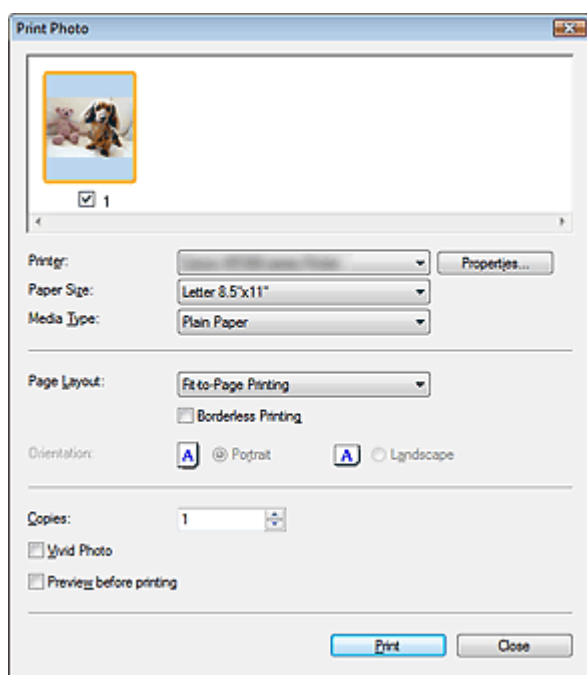 Print Photo
1
Printer:
Properties...
Paper Size: Letter 8.5"x11"
Media Type: Plain Paper
Page Layout: Fit-to-Page Printing
Borderless Printing
Orientation: A Portrait A Landscape
Copies: 1
Vivid Photo
Preview before printing
Print Close